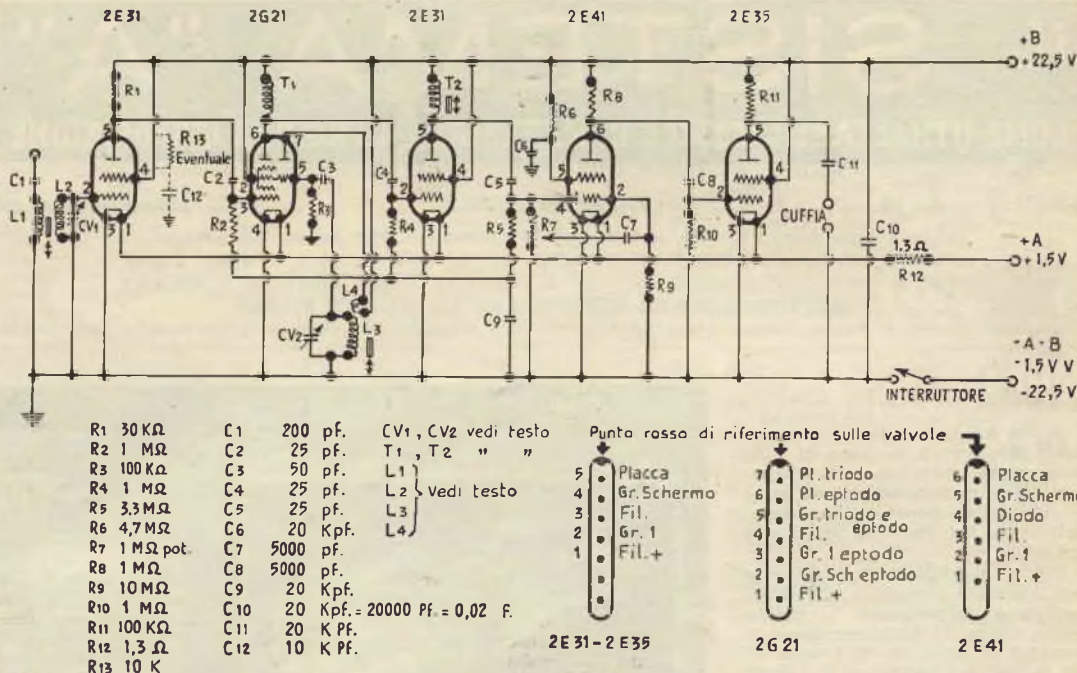 2E31 2G21 2E31 2E41 2E35
+B
+22,5 V
R1
T1
T2
R6
R8
R11
R13
Eventuale
C12
C1
L1
L2
CV1
C2
R2
C3
R3
C4
R4
C5
R5
C6
R7
C7
R9
C8
R10
C11
CUFFIA
C10
1,3 Ω
R12
+A
+1,5 V
L4
L3
CV2
C9
-A-B
-1,5 V V
-22,5 V
INTERRUTTORE
R1 30 KΩ C1 200 pf. CV1, CV2 vedi testo
R2 1 MΩ C2 25 pf. T1, T2 " "
R3 100 KΩ C3 50 pf. L1
R4 1 MΩ C4 25 pf. L2 Vedi testo
R5 3,3 MΩ C5 25 pf. L3
R6 4,7 MΩ C6 20 Kpf. L4
R7 1 MΩ pot. C7 5000 pf.
R8 1 MΩ C8 5000 pf.
R9 10 MΩ C9 20 Kpf.
R10 1 MΩ C10 20 Kpf. = 20000 Pf. = 0,02 F.
R11 100 KΩ C11 20 K Pf.
R12 1,3 Ω C12 10 K Pf.
R13 10 K
Punto rosso di riferimento sulle valvole
5 Placca
4 Gr. Schermo
3 Fil.
2 Gr. 1
1 Fil. +
2E31-2E35
7 Pl. triodo
6 Pl. eptodo
5 Gr. triodo e eptodo
4 Fil.
3 Gr. 1 eptodo
2 Gr. Sch eptodo
1 Fil +
2G21
6 Placca
5 Gr. Schermo
4 Diodo
3 Fil.
2 Gr. 1
1 Fil. +
2E41